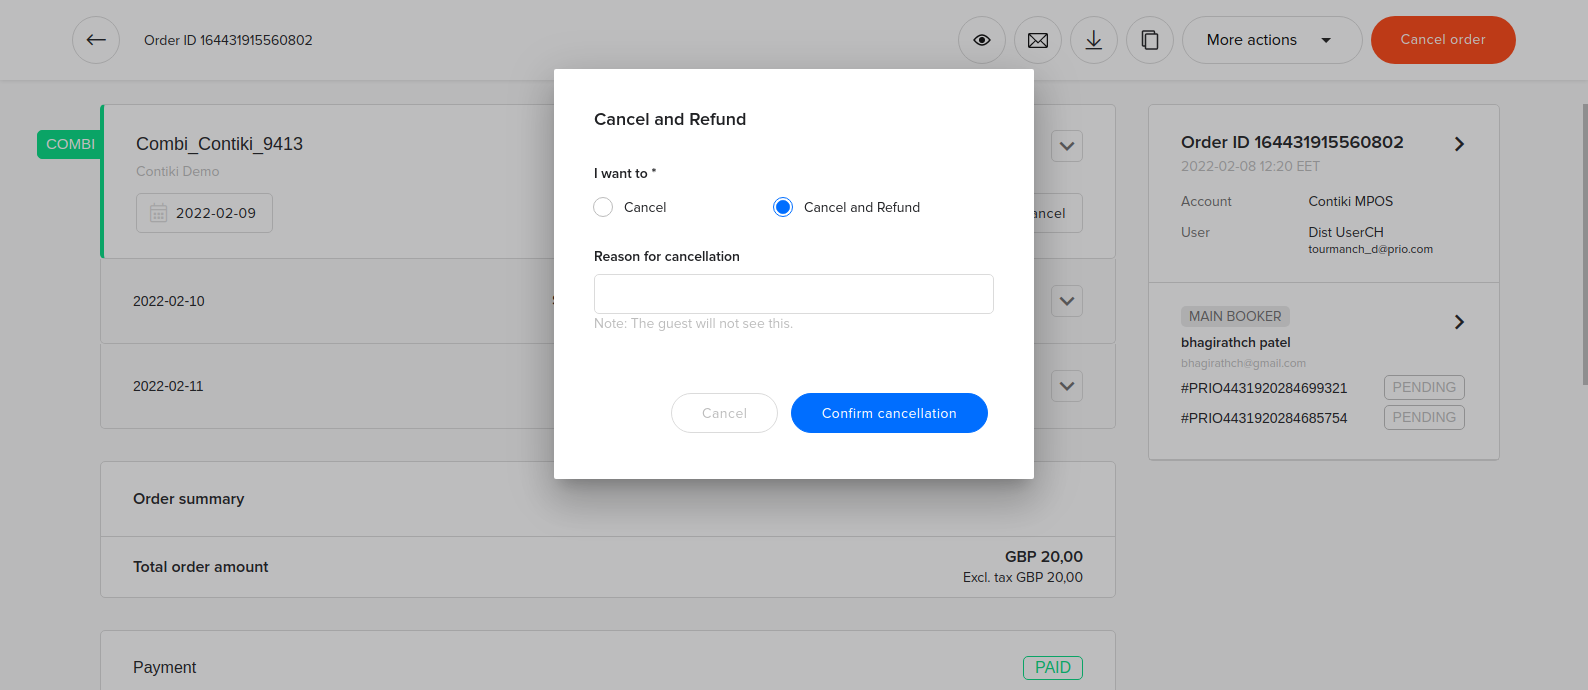 Order ID 164431915560802
More actions
Cancel order
COMBI
Combi_Contiki_9413
Contiki Demo
2022-02-09
2022-02-10
2022-02-11
Cancel and Refund
I want to *
Cancel
Cancel and Refund
Reason for cancellation
Note: The guest will not see this.
Cancel
Confirm cancellation
Order summary
Total order amount
GBP 20,00
Excl. tax GBP 20,00
Payment
PAID
Order ID 164431915560802
2022-02-08 12:20 EET
Account
Contiki MPOS
User
Dist UserCH
tourmanch_d@prio.com
MAIN BOOKER
bhagirathch patel
bhagirathch@gmail.com
#PRIO4431920284699321
PENDING
#PRIO4431920284685754
PENDING